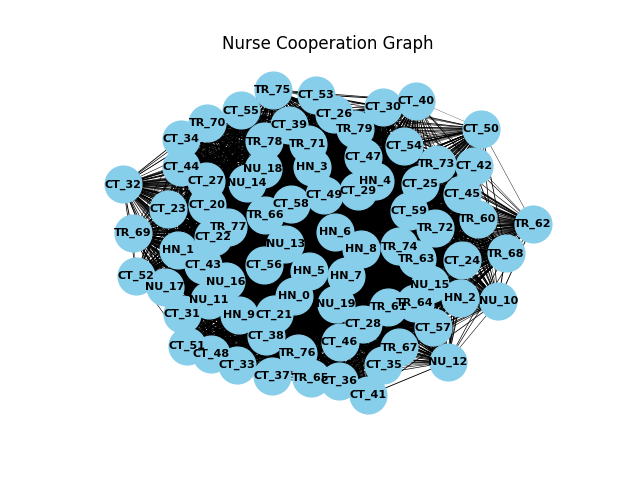 Nurse Cooperation Graph
TR_75
CT_53
CT_40
CT_30
CT_55
CT_26
TR_70
CT_39
TR_79
CT_50
CT_34
TR_78
TR_71
CT_54
CT_47
TR_73
CT_42
CT_44
NU_18
HN_3
CT_27
NU_14
HN_4
CT_25
CT_32
CT_29
CT_49
CT_45
CT_20
CT_58
CT_23
TR_66
CT_59
TR_60
TR_62
TR_77
TR_72
TR_69
HN_6
CT_22
NU_13
TR_74
HN_1
HN_8
TR_68
TR_63
CT_24
CT_43
CT_56
HN_5
CT_52
HN_7
NU_16
NU_15
NU_17
HN_0
HN_2
NU_11
NU_10
NU_19
TR_64
TR_61
CT_31
HN_9
CT_21
CT_28
CT_57
CT_38
CT_46
CT_51
TR_67
CT_48
TR_76
NU_12
CT_33
CT_35
CT_37
TR_65
CT_36
CT_41